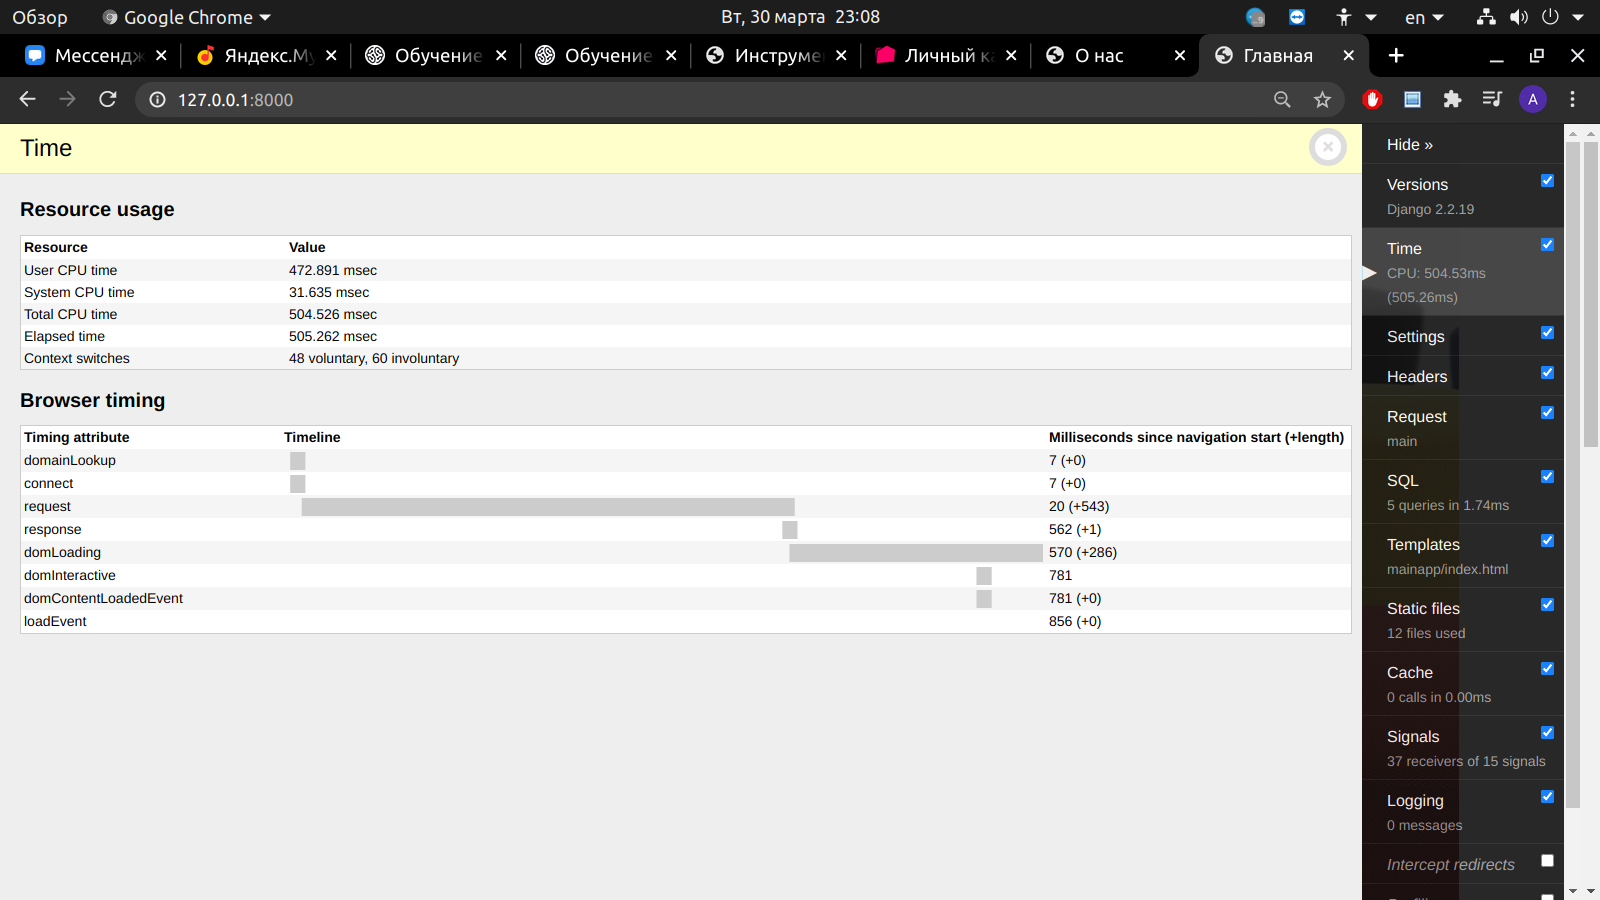 Обзор Google Chrome Вт, 30 марта 23:08 en
Мессендж Яндекс.Му Обучение Обучение Инструме Личный ка О нас Главная
127.0.0.1:8000 A
Time
Resource usage
Resource Value
User CPU time 472.891 msec
System CPU time 31.635 msec
Total CPU time 504.526 msec
Elapsed time 505.262 msec
Context switches 48 voluntary, 60 involuntary
Browser timing
Timing attribute Timeline Milliseconds since navigation start (+length)
domainLookup 7 (+0)
connect 7 (+0)
request 20 (+543)
response 562 (+1)
domLoading 570 (+286)
domInteractive 781
domContentLoadedEvent 781 (+0)
loadEvent 856 (+0)
Hide »
Versions
Django 2.2.19
Time
CPU: 504.53ms
(505.26ms)
Settings
Headers
Request
main
SQL
5 queries in 1.74ms
Templates
mainapp/index.html
Static files
12 files used
Cache
0 calls in 0.00ms
Signals
37 receivers of 15 signals
Logging
0 messages
Intercept redirects